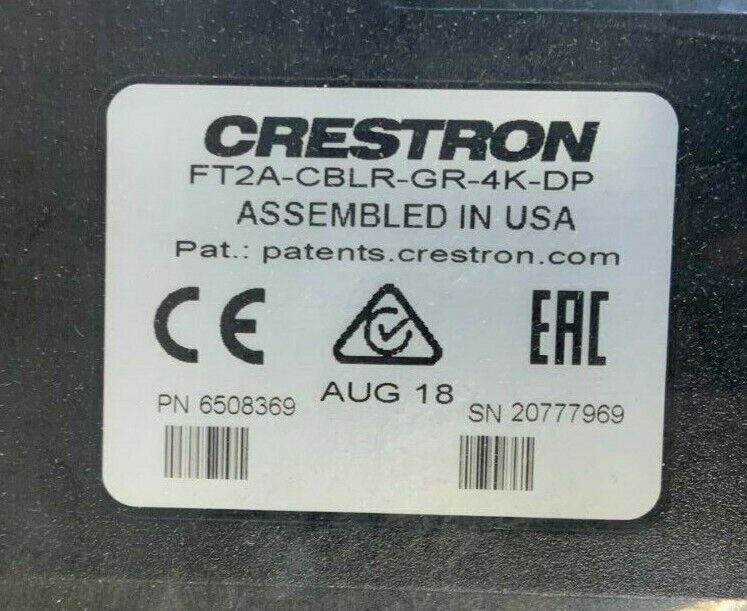 CRESTRON
FT2A-CBLR-GR-4K-DP
ASSEMBLED IN USA
Pat.: patents.crestron.com
CE
EAC
AUG 18
PN 6508369
SN 20777969